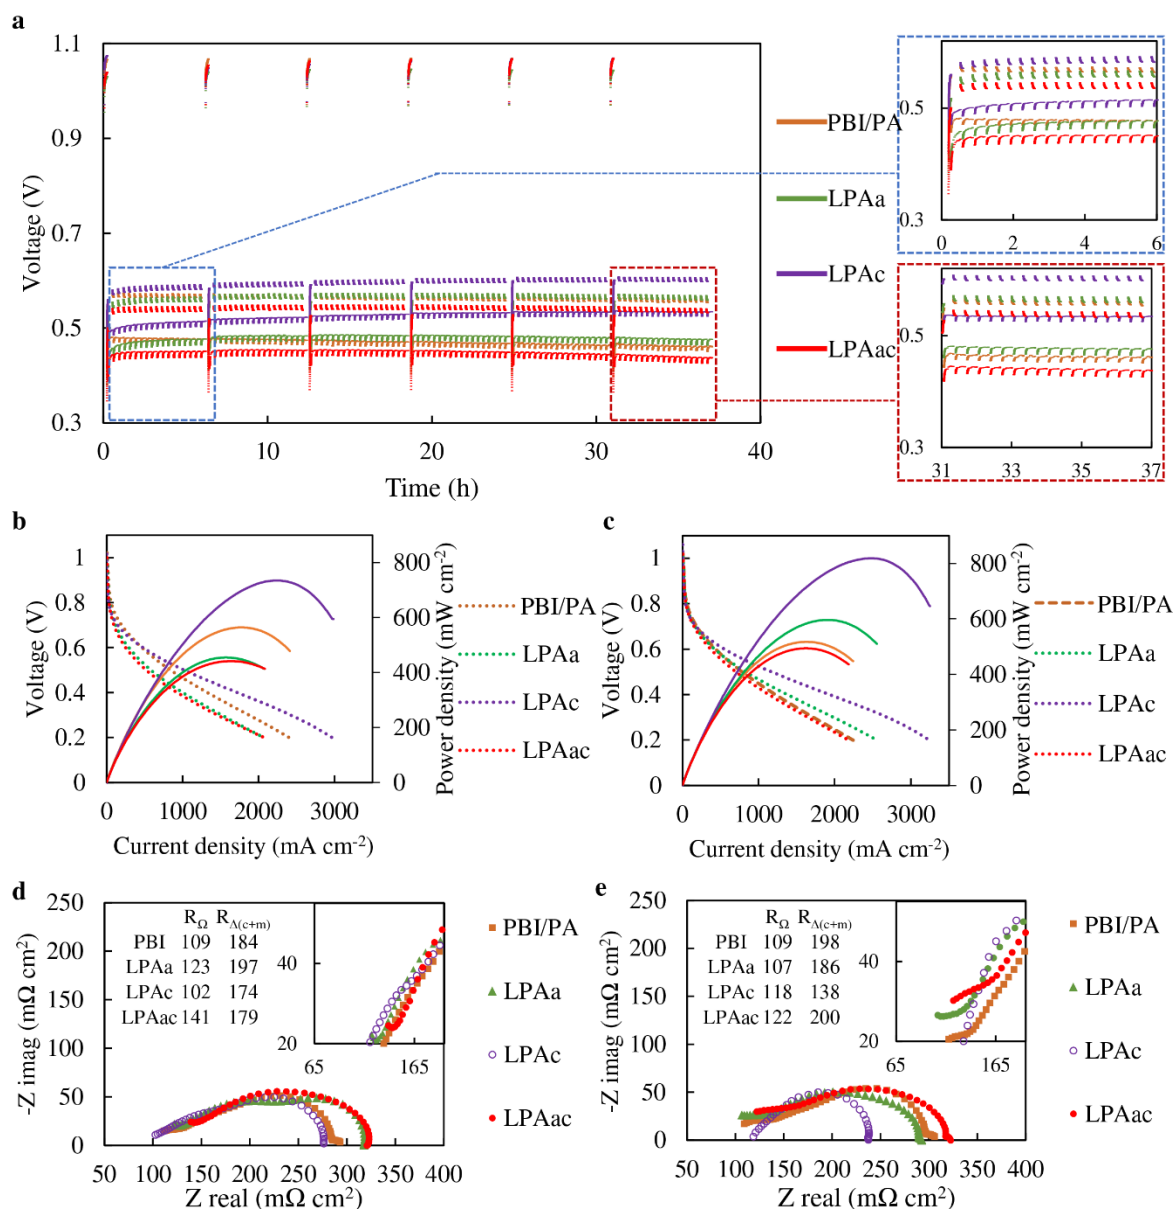 a
1.1
0.9
0.7
0.5
0.3
Voltage (V)
0
10
20
30
40
Time (h)
PBI/PA
LPAa
LPAc
LPAac
0.5
0.3
0
2
4
6
0.5
0.3
31
33
35
37
b
1
0.8
0.6
0.4
0.2
0
Voltage (V)
800
600
400
200
0
Power density (mW cm-2)
0
1000
2000
3000
Current density (mA cm-2)
PBI/PA
LPAa
LPAc
LPAac
c
1
0.8
0.6
0.4
0.2
0
Voltage (V)
800
600
400
200
0
Power density (mW cm-2)
0
1000
2000
3000
Current density (mA cm-2)
PBI/PA
LPAa
LPAc
LPAac
d
250
200
150
100
50
0
-Z imag (mΩ cm2)
RΩ RΛ(c+m)
PBI 109 184
LPAa 123 197
LPAc 102 174
LPAac 141 179
40
20
65
165
50 100 150 200 250 300 350 400
Z real (mΩ cm2)
PBI/PA
LPAa
LPAc
LPAac
e
250
200
150
100
50
0
-Z imag (mΩ cm2)
RΩ RΛ(c+m)
PBI 109 198
LPAa 107 186
LPAc 118 138
LPAac 122 200
40
20
65
165
50 100 150 200 250 300 350 400
Z real (mΩ cm2)
PBI/PA
LPAa
LPAc
LPAac